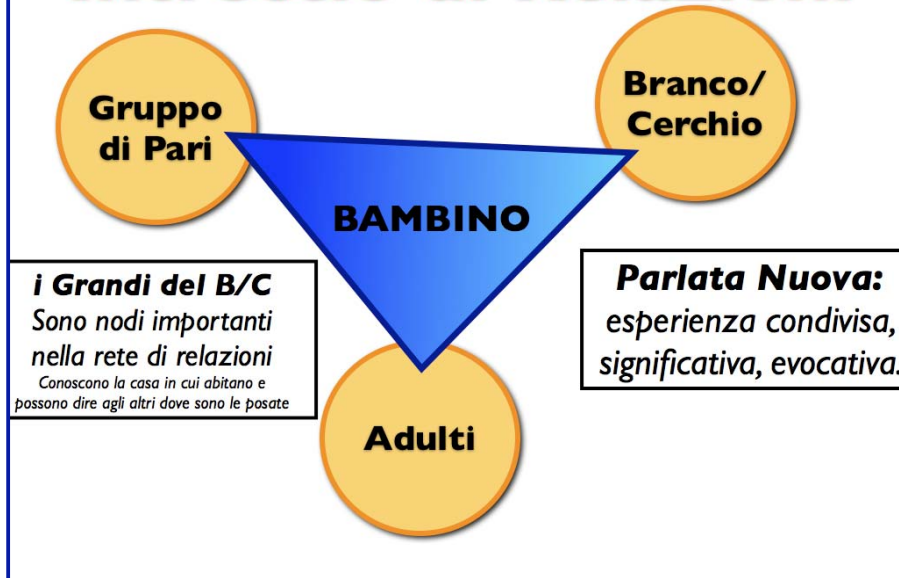 Gruppo
di Pari
Branco/
Cerchio
BAMBINO
i Grandi del B/C
Sono nodi importanti
nella rete di relazioni
Conoscono la casa in cui abitano e
possono dire agli altri dove sono le posate
Parlata Nuova:
esperienza condivisa,
significativa, evocativa.
Adulti